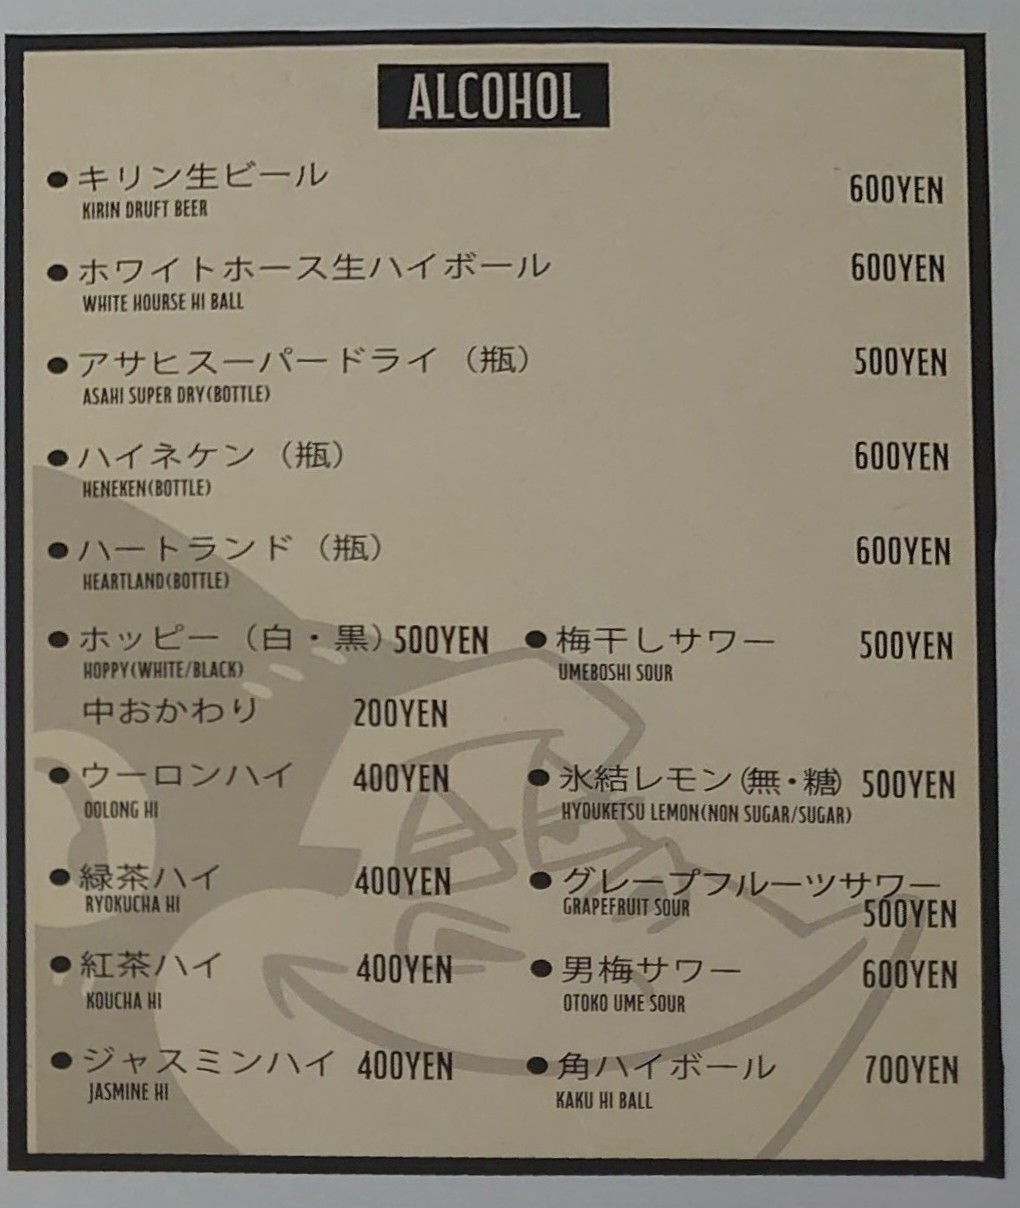 ALCOHOL
●キリン生ビール 600YEN
KIRIN DRUFT BEER
●ホワイトホース生ハイボール 600YEN
WHITE HOURSE HI BALL
●アサヒスーパードライ（瓶） 500YEN
ASAHI SUPER DRY(BOTTLE)
●ハイネケン（瓶） 600YEN
HENEKEN(BOTTLE)
●ハートランド（瓶） 600YEN
HEARTLAND(BOTTLE)
●ホッピー（白・黒）500YEN
HOPPY(WHITE/BLACK)
中おかわり 200YEN
●ウーロンハイ 400YEN
OOLONG HI
●緑茶ハイ 400YEN
RYOKUCHA HI
●紅茶ハイ 400YEN
KOUCHA HI
●ジャスミンハイ 400YEN
JASMINE HI
●梅干しサワー 500YEN
UMEBOSHI SOUR
●氷結レモン(無・糖) 500YEN
HYOUKETSU LEMON(NON SUGAR/SUGAR)
●グレープフルーツサワー
GRAPEFRUIT SOUR 500YEN
●男梅サワー 600YEN
OTOKO UME SOUR
●角ハイボール 700YEN
KAKU HI BALL